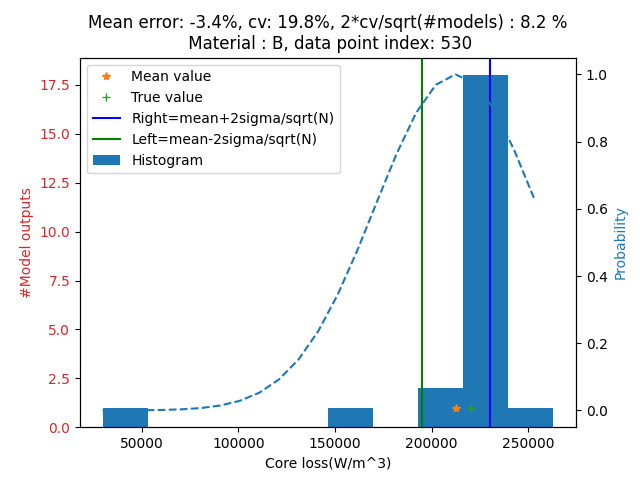 Mean error: -3.4%, cv: 19.8%, 2*cv/sqrt(#models) : 8.2 %
Material : B, data point index: 530
Mean value
True value
Right=mean+2sigma/sqrt(N)
Left=mean-2sigma/sqrt(N)
Histogram
#Model outputs
17.5
15.0
12.5
10.0
7.5
5.0
2.5
0.0
1.0
0.8
0.6
0.4
0.2
0.0
Probability
50000 100000 150000 200000 250000
Core loss(W/m^3)